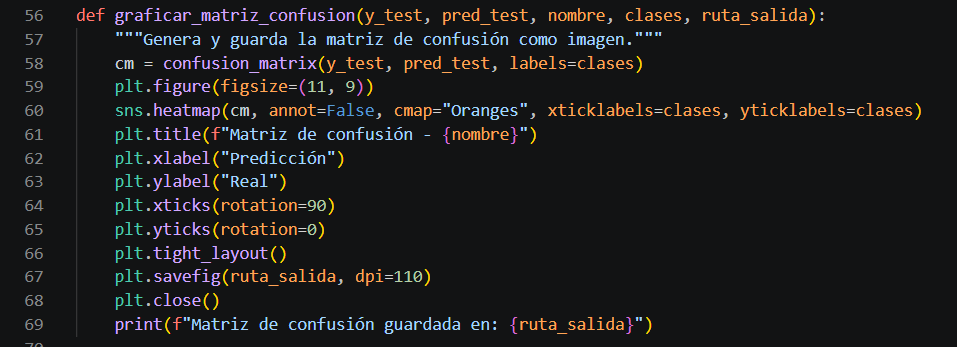 56 def graficar_matriz_confusion(y_test, pred_test, nombre, clases, ruta_salida):
57     """Genera y guarda la matriz de confusión como imagen."""
58     cm = confusion_matrix(y_test, pred_test, labels=clases)
59     plt.figure(figsize=(11, 9))
60     sns.heatmap(cm, annot=False, cmap="Oranges", xticklabels=clases, yticklabels=clases)
61     plt.title(f"Matriz de confusión - {nombre}")
62     plt.xlabel("Predicción")
63     plt.ylabel("Real")
64     plt.xticks(rotation=90)
65     plt.yticks(rotation=0)
66     plt.tight_layout()
67     plt.savefig(ruta_salida, dpi=110)
68     plt.close()
69     print(f"Matriz de confusión guardada en: {ruta_salida}")